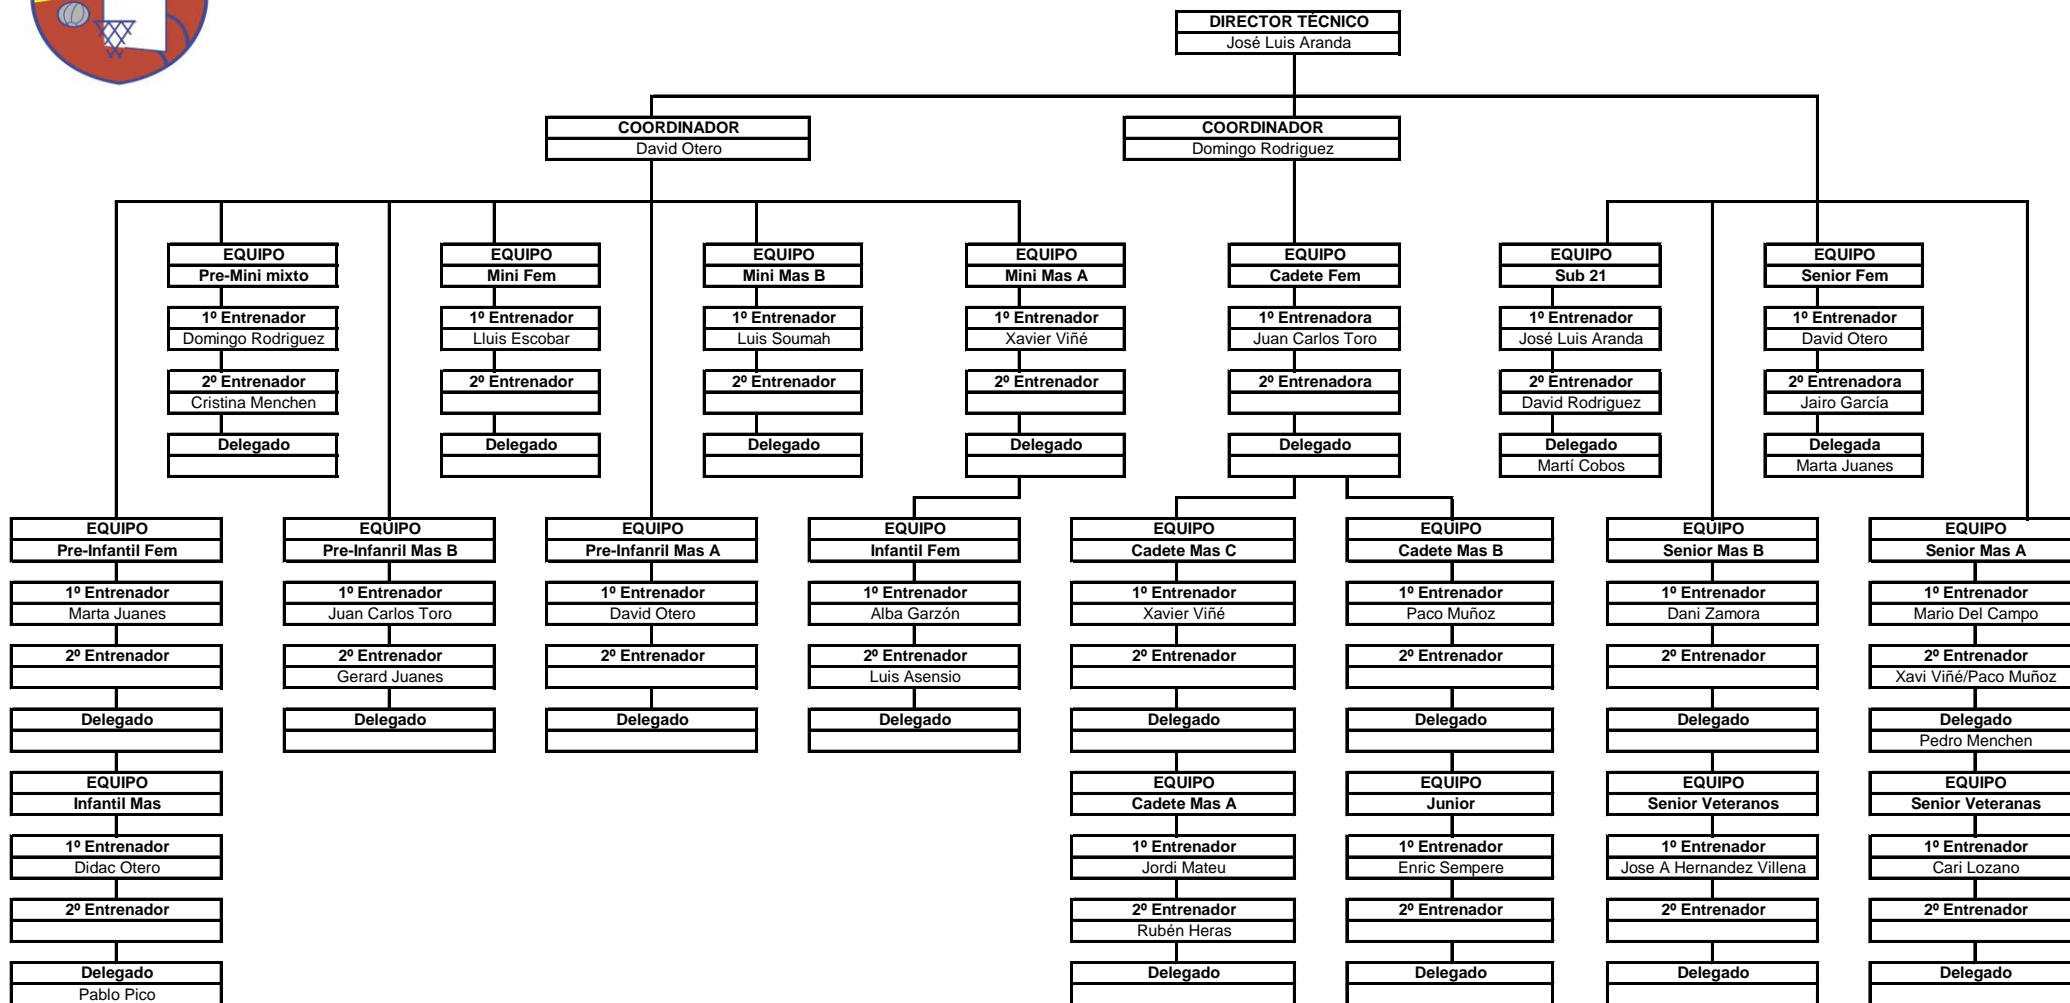 DIRECTOR TÉCNICO
José Luis Aranda
COORDINADOR
David Otero
COORDINADOR
Domingo Rodriguez
EQUIPO
Pre-Mini mixto
1º Entrenador
Domingo Rodriguez
2º Entrenador
Cristina Menchen
Delegado
EQUIPO
Mini Fem
1º Entrenador
Lluis Escobar
2º Entrenador
Delegado
EQUIPO
Mini Mas B
1º Entrenador
Luis Soumah
2º Entrenador
Delegado
EQUIPO
Mini Mas A
1º Entrenador
Xavier Viñé
2º Entrenador
Delegado
EQUIPO
Cadete Fem
1º Entrenadora
Juan Carlos Toro
2º Entrenadora
Delegado
EQUIPO
Sub 21
1º Entrenador
José Luis Aranda
2º Entrenador
David Rodriguez
Delegado
Martí Cobos
EQUIPO
Senior Fem
1º Entrenador
David Otero
2º Entrenadora
Jairo García
Delegada
Marta Juanes
EQUIPO
Pre-Infantil Fem
1º Entrenador
Marta Juanes
2º Entrenador
Delegado
EQUIPO
Pre-Infanril Mas B
1º Entrenador
Juan Carlos Toro
2º Entrenador
Gerard Juanes
Delegado
EQUIPO
Pre-Infanril Mas A
1º Entrenador
David Otero
2º Entrenador
Delegado
EQUIPO
Infantil Fem
1º Entrenador
Alba Garzón
2º Entrenador
Luis Asensio
Delegado
EQUIPO
Cadete Mas C
1º Entrenador
Xavier Viñé
2º Entrenador
Delegado
EQUIPO
Cadete Mas B
1º Entrenador
Paco Muñoz
2º Entrenador
Delegado
EQUIPO
Senior Mas B
1º Entrenador
Dani Zamora
2º Entrenador
Delegado
EQUIPO
Senior Mas A
1º Entrenador
Mario Del Campo
2º Entrenador
Xavi Viñé/Paco Muñoz
Delegado
Pedro Menchen
EQUIPO
Infantil Mas
1º Entrenador
Didac Otero
2º Entrenador
Delegado
Pablo Pico
EQUIPO
Cadete Mas A
1º Entrenador
Jordi Mateu
2º Entrenador
Rubén Heras
Delegado
EQUIPO
Junior
1º Entrenador
Enric Sempere
2º Entrenador
Delegado
EQUIPO
Senior Veteranos
1º Entrenador
Jose A Hernandez Villena
2º Entrenador
Delegado
EQUIPO
Senior Veteranas
1º Entrenador
Cari Lozano
2º Entrenador
Delegado